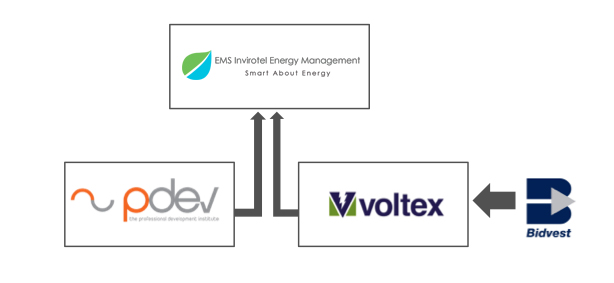 EMS Invirotel Energy Management
Smart About Energy
pdev
the professional development institute
voltex
Bidvest